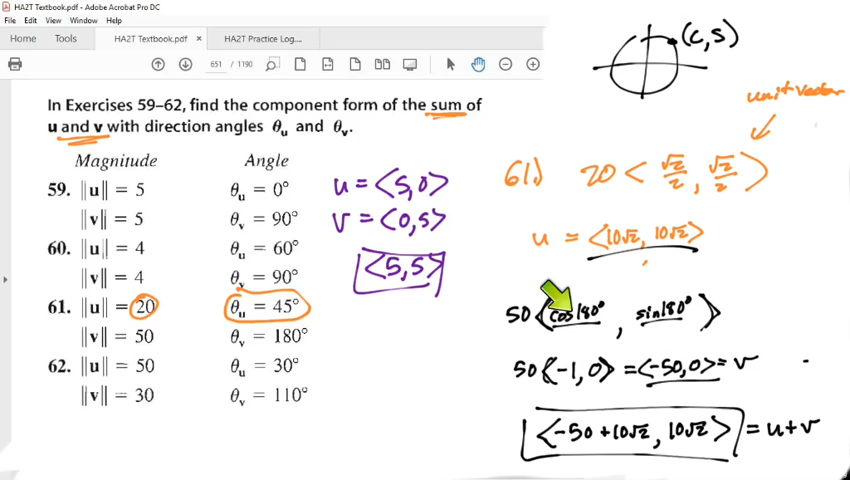 HA2T Textbook.pdf - Adobe Acrobat Pro DC
File Edit View Window Help
Home Tools HA2T Textbook.pdf × HA2T Practice Log....
651 / 1190
In Exercises 59–62, find the component form of the sum of
u and v with direction angles θu and θv.
Magnitude Angle
59. ||u|| = 5 θu = 0°
||v|| = 5 θv = 90°
60. ||u|| = 4 θu = 60°
||v|| = 4 θv = 90°
61. ||u|| = 20 θu = 45°
||v|| = 50 θv = 180°
62. ||u|| = 50 θu = 30°
||v|| = 30 θv = 110°
u = <5,0>
v = <0,5>
<5,5>
(c,s)
unit vector
61.) 20 < √2/2, √2/2 >
u = <10√2, 10√2>
50 <cos180°, sin180°>
50 <-1,0> = <-50,0> = v
<-50+10√2, 10√2> = u+v